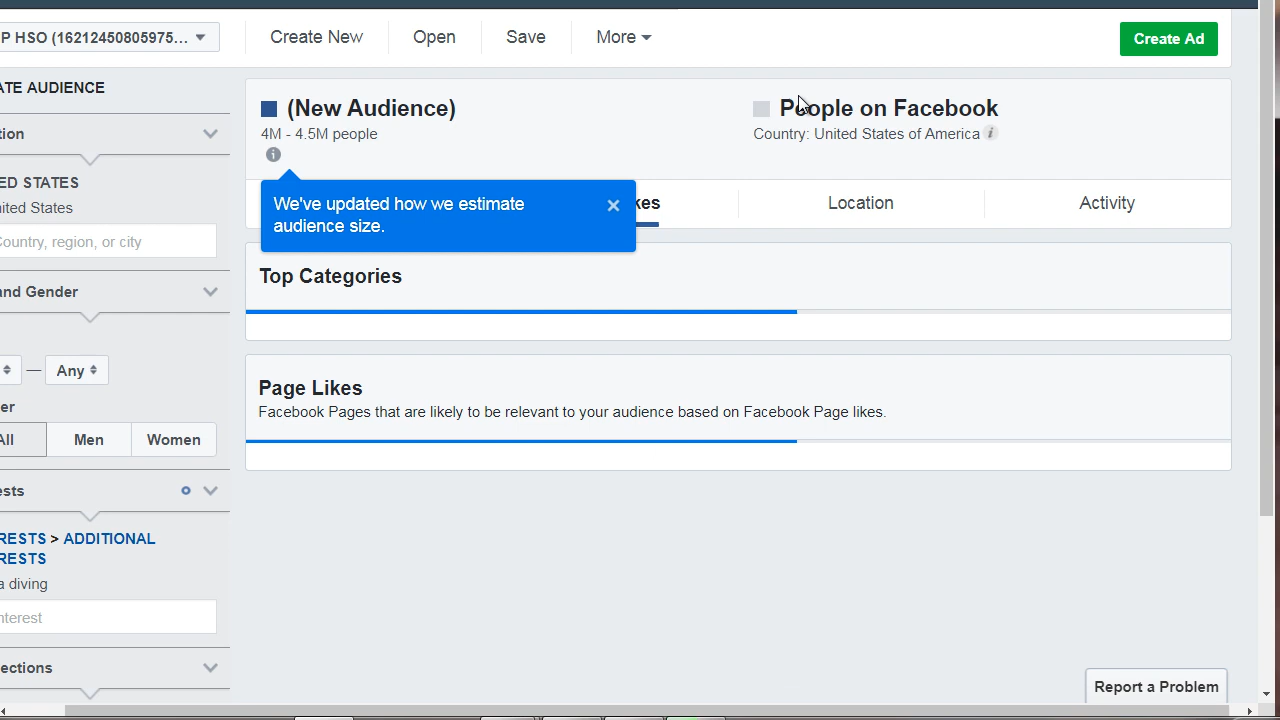 P HSO (16212450805975...
Create New
Open
Save
More
Create Ad
ATE AUDIENCE
(New Audience)
4M - 4.5M people
People on Facebook
Country: United States of America
tion
ED STATES
ited States
Country, region, or city
We've updated how we estimate
audience size.
kes
Location
Activity
Top Categories
and Gender
Any
er
All
Men
Women
Page Likes
Facebook Pages that are likely to be relevant to your audience based on Facebook Page likes.
ests
RESTS > ADDITIONAL
RESTS
a diving
nterest
ections
Report a Problem